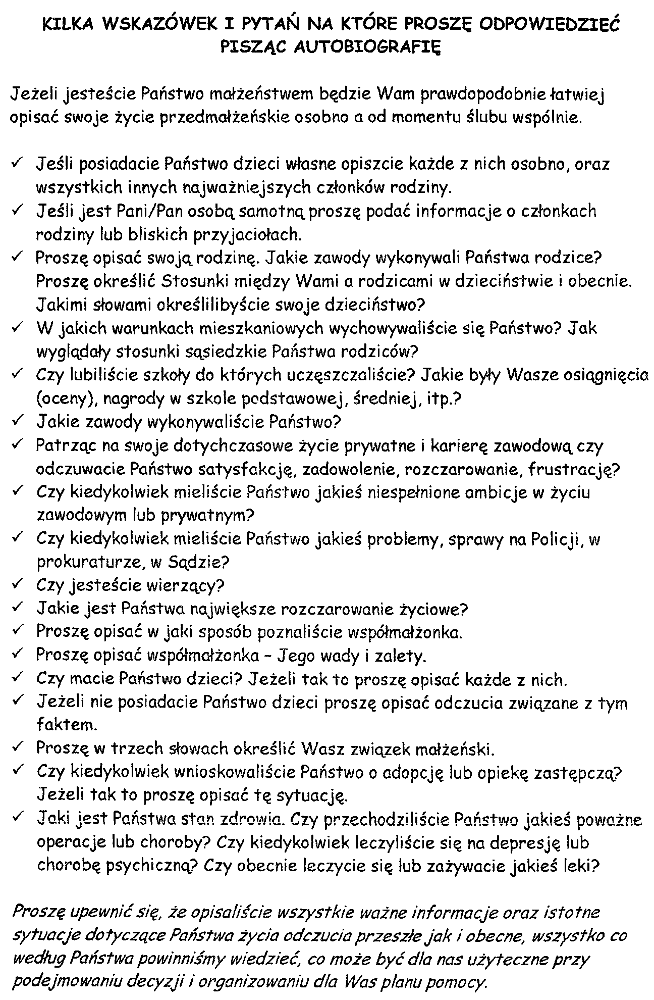 KILKA WSKAZÓWEK I PYTAŃ NA KTÓRE PROSZĘ ODPOWIEDZIEĆ
PISZĄC AUTOBIOGRAFIĘ
Jeżeli jesteście Państwo małżeństwem będzie Wam prawdopodobnie łatwiej
opisać swoje życie przedmałżeńskie osobno a od momentu ślubu wspólnie.
✓ Jeśli posiadacie Państwo dzieci własne opiszcie każde z nich osobno, oraz
wszystkich innych najważniejszych członków rodziny.
✓ Jeśli jest Pani/Pan osobą samotną proszę podać informacje o członkach
rodziny lub bliskich przyjaciołach.
✓ Proszę opisać swoją rodzinę. Jakie zawody wykonywali Państwa rodzice?
Proszę określić Stosunki między Wami a rodzicami w dzieciństwie i obecnie.
Jakimi słowami określilibyście swoje dzieciństwo?
✓ W jakich warunkach mieszkaniowych wychowywaliście się Państwo? Jak
wyglądały stosunki sąsiedzkie Państwa rodziców?
✓ Czy lubiliście szkoły do których uczęszczaliście? Jakie były Wasze osiągnięcia
(oceny), nagrody w szkole podstawowej, średniej, itp.?
✓ Jakie zawody wykonywaliście Państwo?
✓ Patrząc na swoje dotychczasowe życie prywatne i karierę zawodową czy
odczuwacie Państwo satysfakcję, zadowolenie, rozczarowanie, frustrację?
✓ Czy kiedykolwiek mieliście Państwo jakieś niespełnione ambicje w życiu
zawodowym lub prywatnym?
✓ Czy kiedykolwiek mieliście Państwo jakieś problemy, sprawy na Policji, w
prokuraturze, w Sądzie?
✓ Czy jesteście wierzący?
✓ Jakie jest Państwa największe rozczarowanie życiowe?
✓ Proszę opisać w jaki sposób poznaliście współmałżonka.
✓ Proszę opisać współmałżonka - Jego wady i zalety.
✓ Czy macie Państwo dzieci? Jeżeli tak to proszę opisać każde z nich.
✓ Jeżeli nie posiadacie Państwo dzieci proszę opisać odczucia związane z tym
faktem.
✓ Proszę w trzech słowach określić Wasz związek małżeński.
✓ Czy kiedykolwiek wnioskowaliście Państwo o adopcję lub opiekę zastępczą?
Jeżeli tak to proszę opisać tę sytuację.
✓ Jaki jest Państwa stan zdrowia. Czy przechodziliście Państwo jakieś poważne
operacje lub choroby? Czy kiedykolwiek leczyliście się na depresję lub
chorobę psychiczną? Czy obecnie leczycie się lub zażywacie jakieś leki?
Proszę upewnić się, że opisaliście wszystkie ważne informacje oraz istotne
sytuacje dotyczące Państwa życia odczucia przeszłe jak i obecne, wszystko co
według Państwa powinniśmy wiedzieć, co może być dla nas użyteczne przy
podejmowaniu decyzji i organizowaniu dla Was planu pomocy.